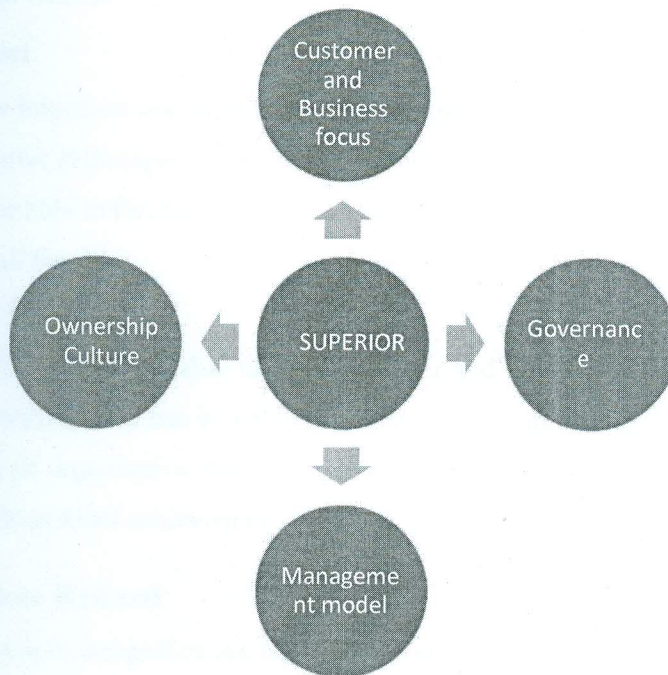 Customer
and
Business
focus
Ownership
Culture
SUPERIOR
Governanc
e
Manageme
nt model